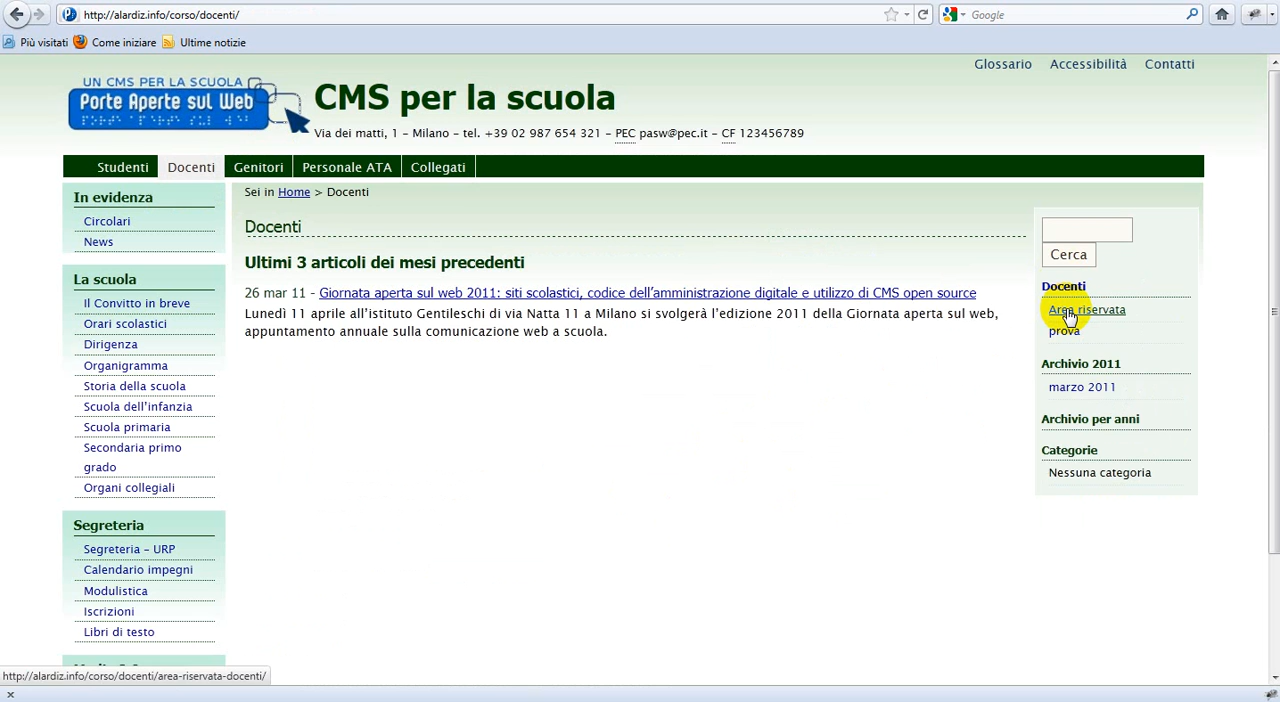 http://alardiz.info/corso/docenti/
Google
Più visitati
Come iniziare
Ultime notizie
Glossario
Accessibilità
Contatti
UN CMS PER LA SCUOLA
Porte Aperte sul Web
CMS per la scuola
Via dei matti, 1 – Milano – tel. +39 02 987 654 321 – PEC pasw@pec.it – CF 123456789
Studenti
Docenti
Genitori
Personale ATA
Collegati
In evidenza
Circolari
News
La scuola
Il Convitto in breve
Orari scolastici
Dirigenza
Organigramma
Storia della scuola
Scuola dell'infanzia
Scuola primaria
Secondaria primo
grado
Organi collegiali
Segreteria
Segreteria – URP
Calendario impegni
Modulistica
Iscrizioni
Libri di testo
Sei in Home > Docenti
Docenti
Ultimi 3 articoli dei mesi precedenti
26 mar 11 - Giornata aperta sul web 2011: siti scolastici, codice dell'amministrazione digitale e utilizzo di CMS open source
Lunedì 11 aprile all'istituto Gentileschi di via Natta 11 a Milano si svolgerà l'edizione 2011 della Giornata aperta sul web,
appuntamento annuale sulla comunicazione web a scuola.
Cerca
Docenti
Area riservata
prova
Archivio 2011
marzo 2011
Archivio per anni
Categorie
Nessuna categoria
http://alardiz.info/corso/docenti/area-riservata-docenti/